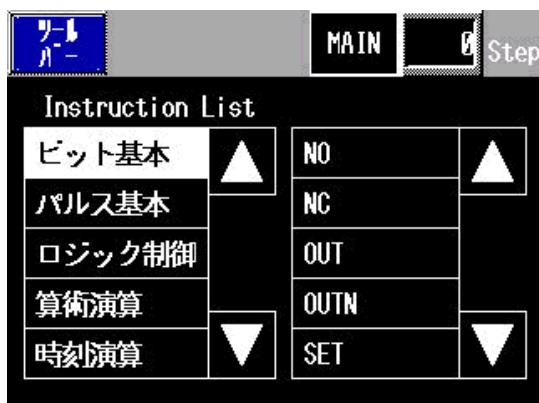 ツール
バー
MAIN
0
Step
Instruction List
ビット基本
NO
パルス基本
NC
ロジック制御
OUT
算術演算
OUTN
時刻演算
SET